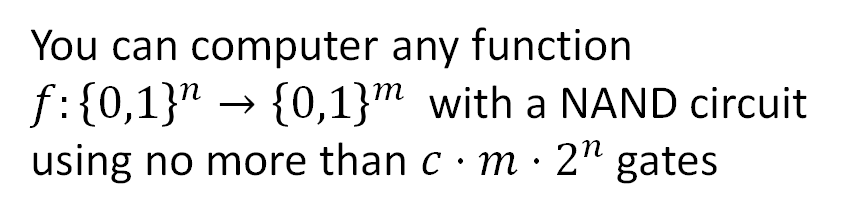 You can computer any function
f:{0,1}ⁿ → {0,1}ᵐ with a NAND circuit
using no more than c · m · 2ⁿ gates